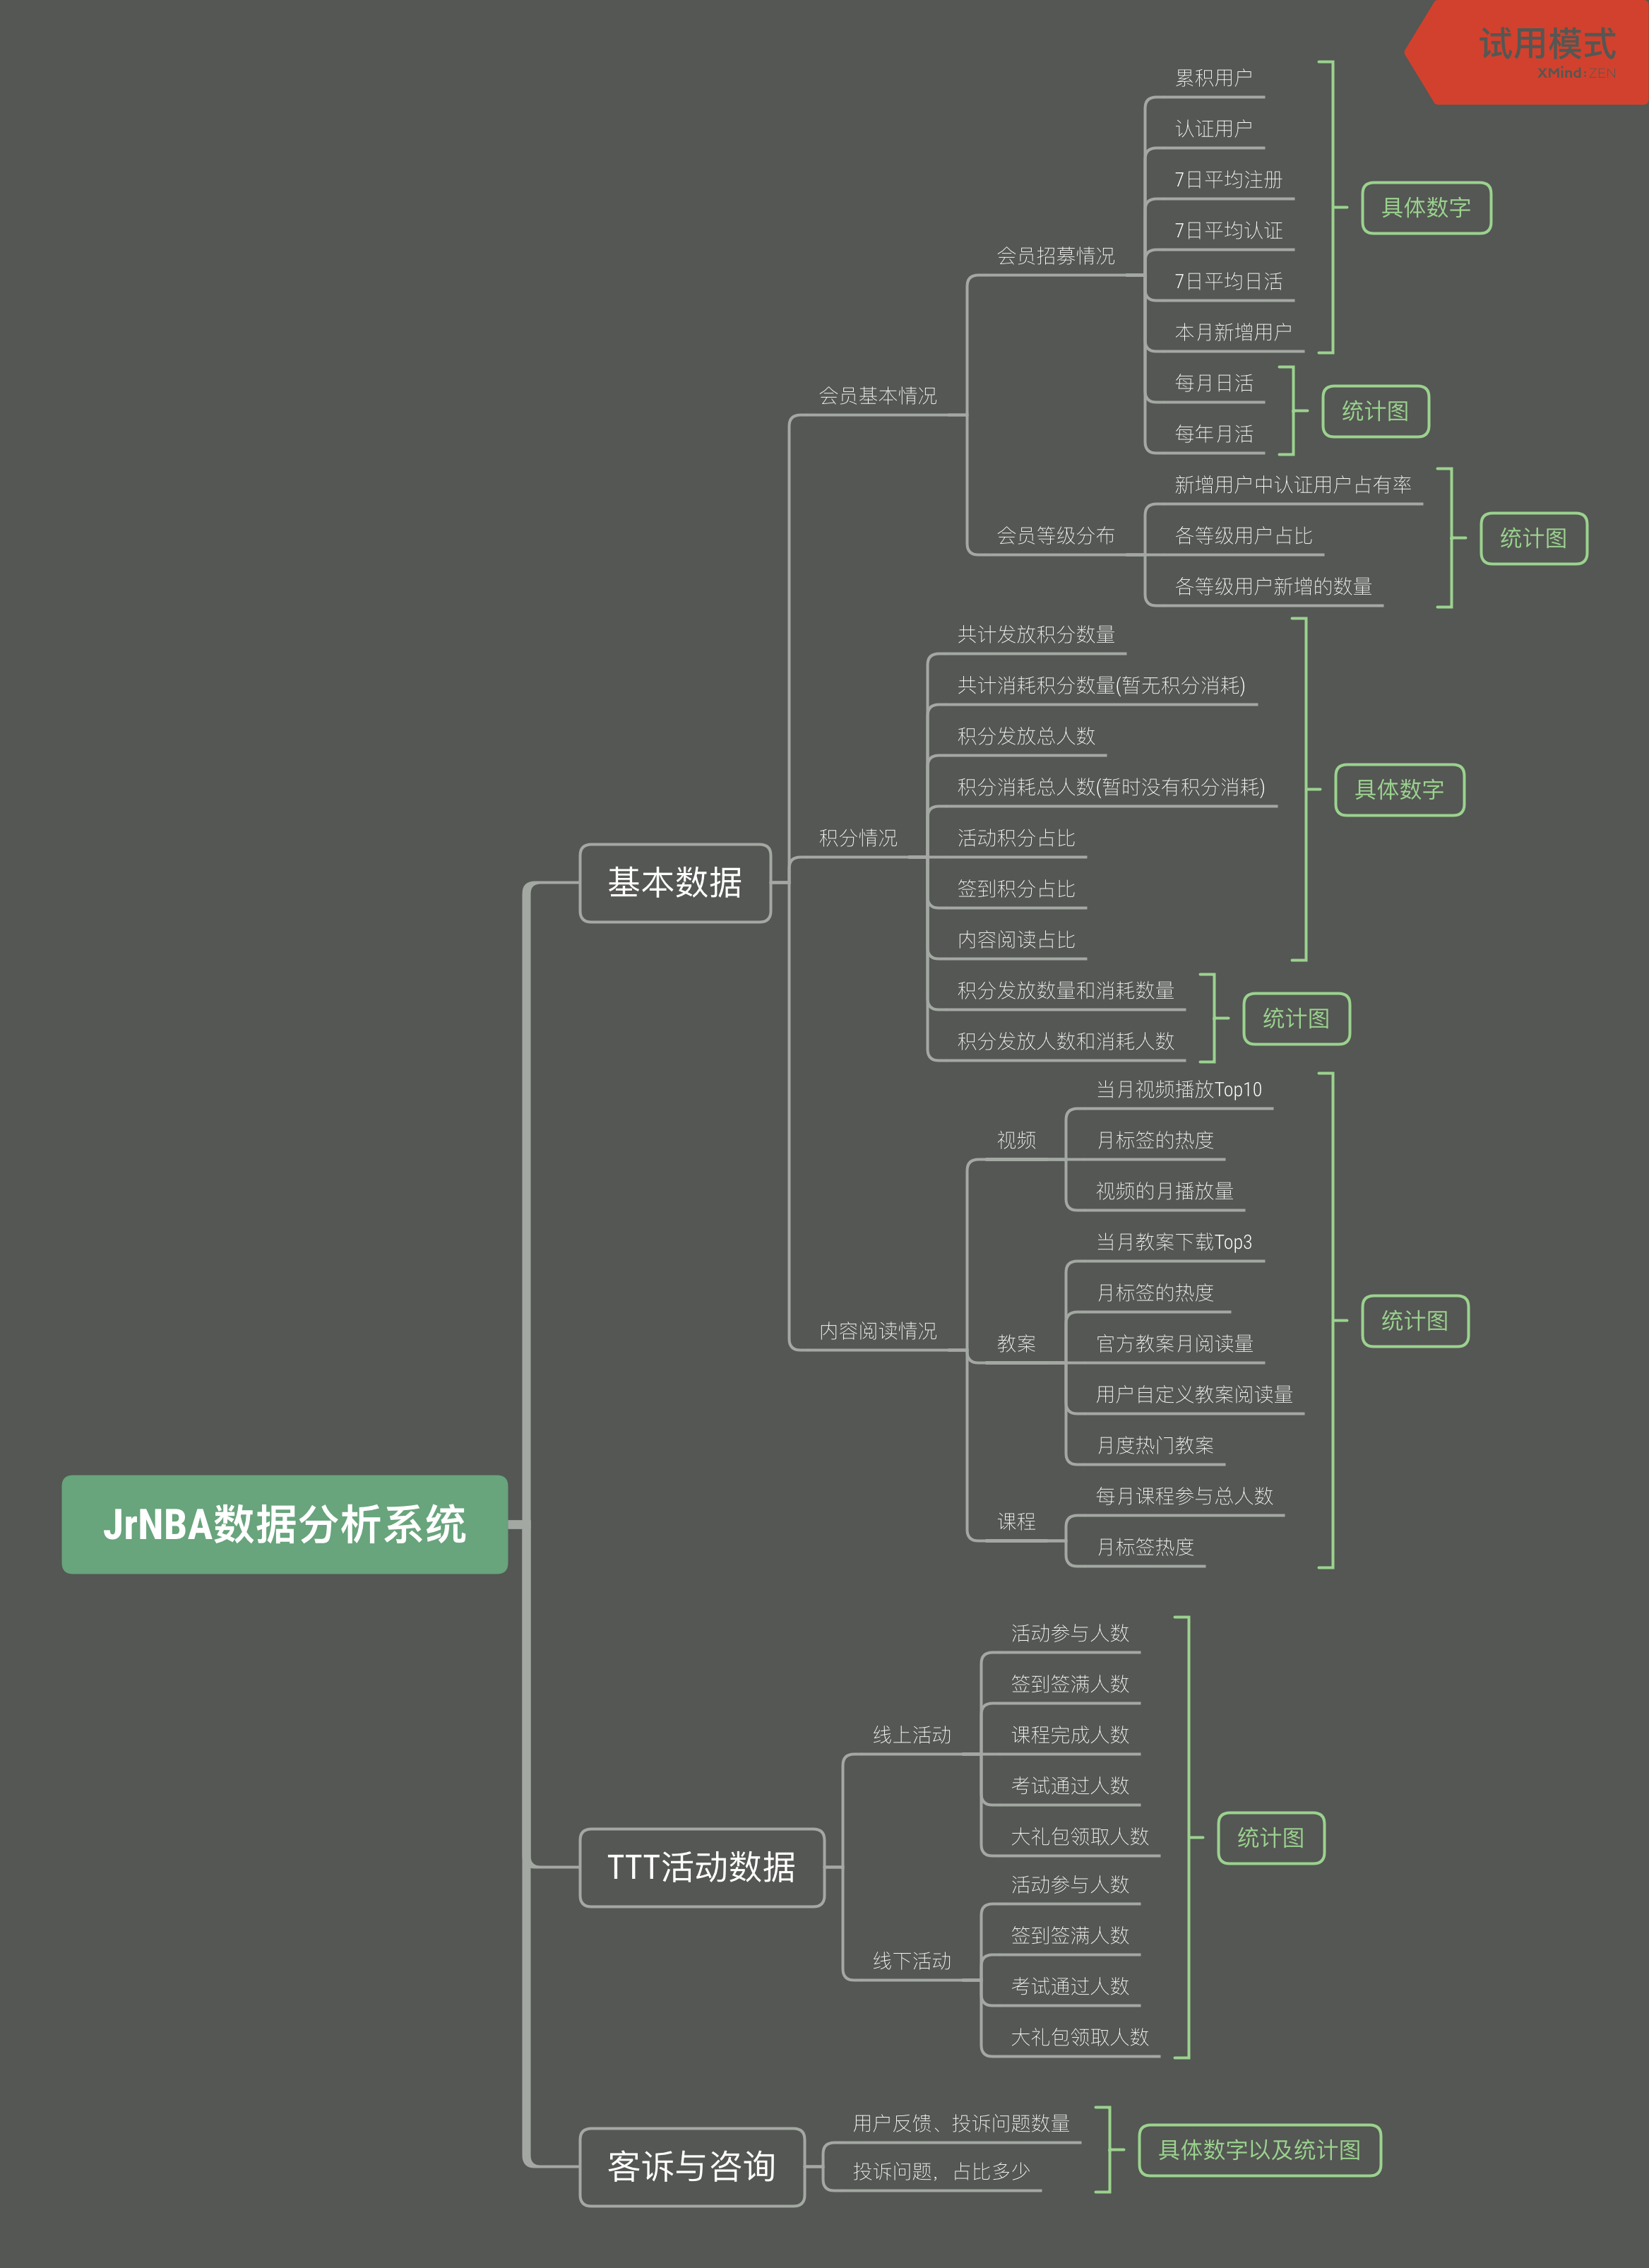 试用模式
XMind:ZEN
JrNBA数据分析系统
基本数据
会员基本情况
会员招募情况
累积用户
认证用户
7日平均注册
7日平均认证
7日平均日活
本月新增用户
具体数字
每月日活
每年月活
统计图
会员等级分布
新增用户中认证用户占有率
各等级用户占比
各等级用户新增的数量
统计图
积分情况
共计发放积分数量
共计消耗积分数量(暂无积分消耗)
积分发放总人数
积分消耗总人数(暂时没有积分消耗)
活动积分占比
签到积分占比
内容阅读占比
具体数字
积分发放数量和消耗数量
积分发放人数和消耗人数
统计图
内容阅读情况
视频
当月视频播放Top10
月标签的热度
视频的月播放量
教案
当月教案下载Top3
月标签的热度
官方教案月阅读量
用户自定义教案阅读量
月度热门教案
课程
每月课程参与总人数
月标签热度
统计图
TTT活动数据
线上活动
活动参与人数
签到签满人数
课程完成人数
考试通过人数
大礼包领取人数
线下活动
活动参与人数
签到签满人数
考试通过人数
大礼包领取人数
统计图
客诉与咨询
用户反馈、投诉问题数量
投诉问题，占比多少
具体数字以及统计图